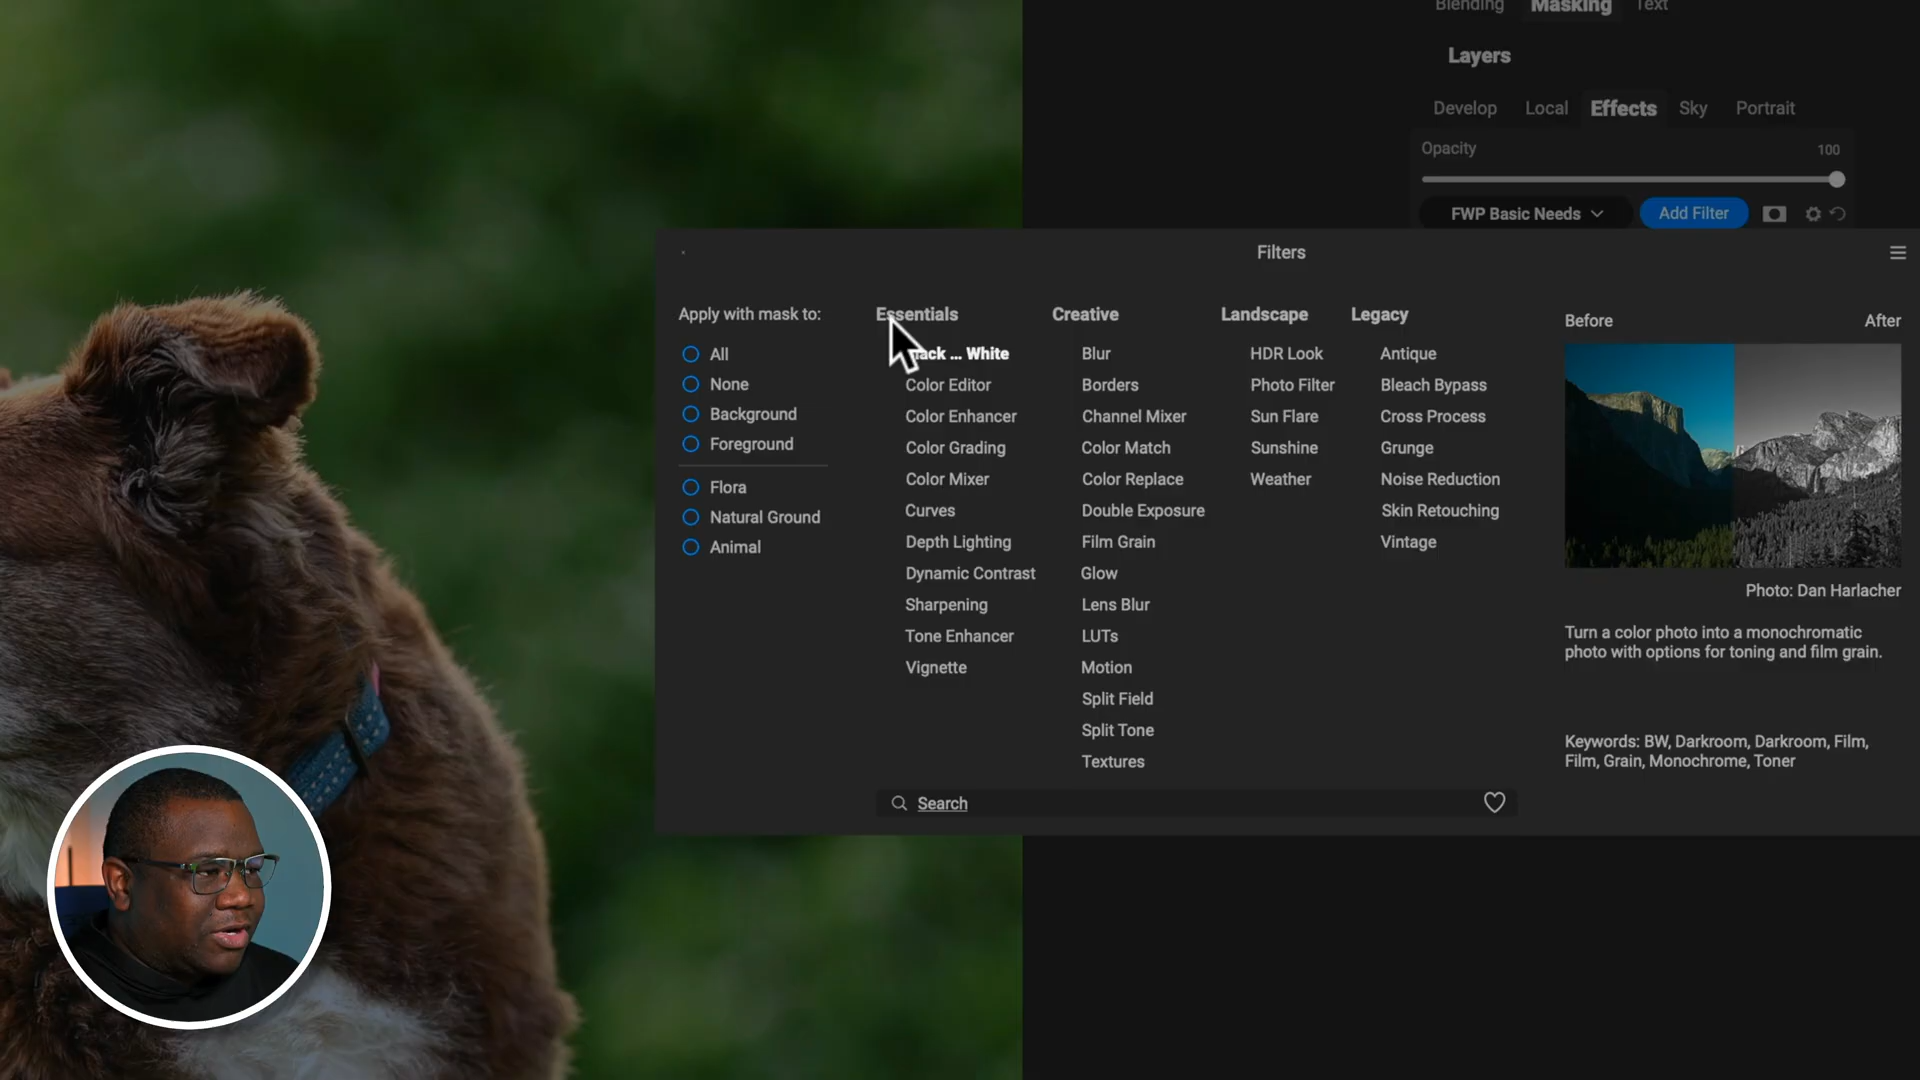 Blending Masking Text
Layers
Develop Local Effects Sky Portrait
Opacity 100
FWP Basic Needs Add Filter
Filters
Apply with mask to:
All
None
Background
Foreground
Flora
Natural Ground
Animal
Essentials
... White
Color Editor
Color Enhancer
Color Grading
Color Mixer
Curves
Depth Lighting
Dynamic Contrast
Sharpening
Tone Enhancer
Vignette
Creative
Blur
Borders
Channel Mixer
Color Match
Color Replace
Double Exposure
Film Grain
Glow
Lens Blur
LUTs
Motion
Split Field
Split Tone
Textures
Landscape
HDR Look
Photo Filter
Sun Flare
Sunshine
Weather
Legacy
Antique
Bleach Bypass
Cross Process
Grunge
Noise Reduction
Skin Retouching
Vintage
Search
Before After
Photo: Dan Harlacher
Turn a color photo into a monochromatic
photo with options for toning and film grain.
Keywords: BW, Darkroom, Darkroom, Film,
Film, Grain, Monochrome, Toner